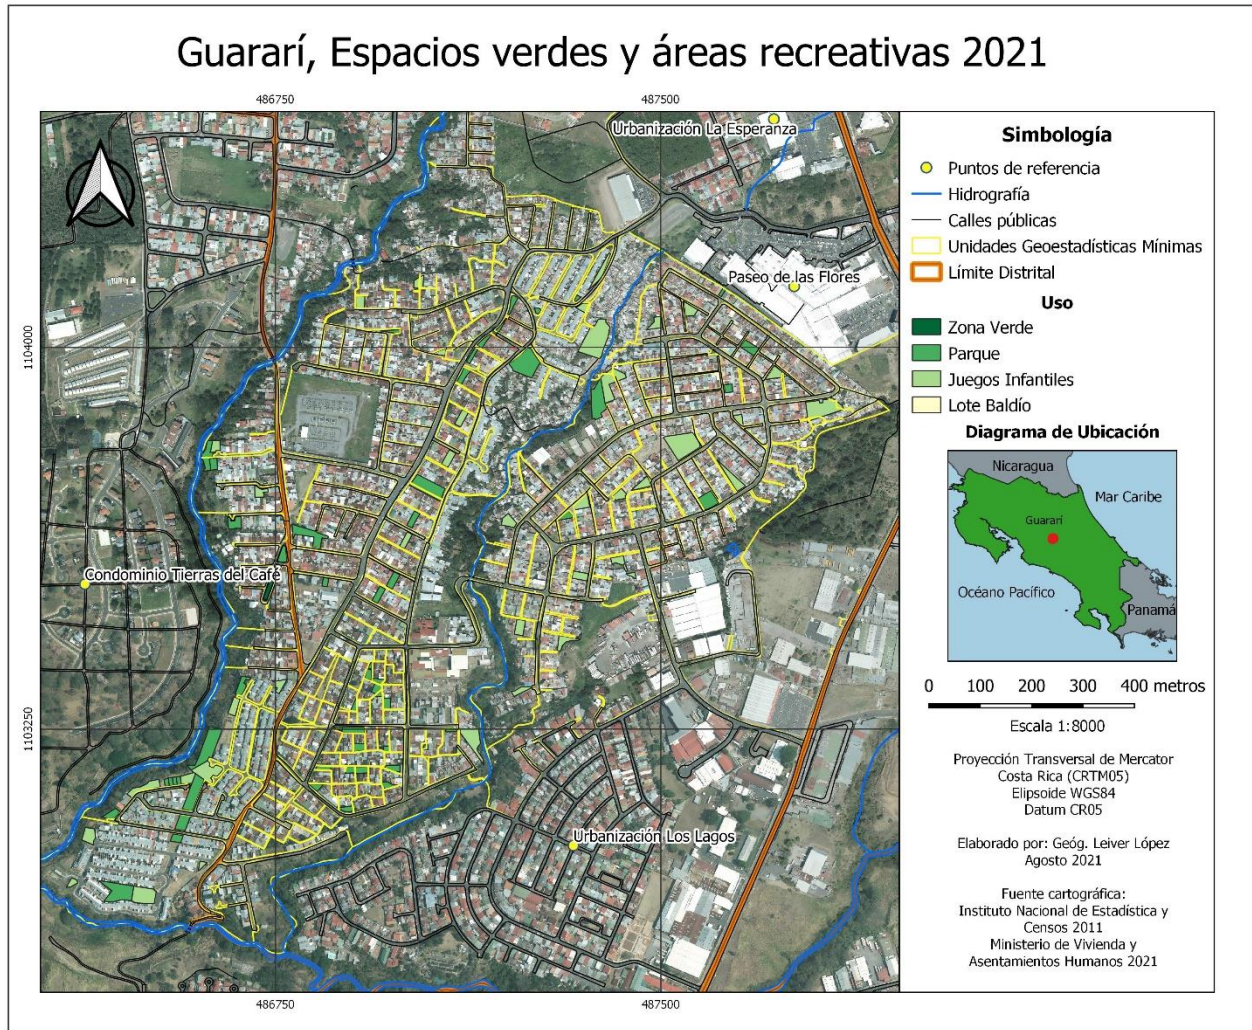 Guararí, Espacios verdes y áreas recreativas 2021
486750
487500
Urbanización La Esperanza
Paseo de las Flores
1104000
Condominio Tierras del Café
1103250
Urbanización Los Lagos
486750
487500
Simbología
Puntos de referencia
Hidrografía
Calles públicas
Unidades Geoestadísticas Mínimas
Límite Distrital
Uso
Zona Verde
Parque
Juegos Infantiles
Lote Baldío
Diagrama de Ubicación
Nicaragua
Mar Caribe
Guararí
Océano Pacífico
Panamá
0 100 200 300 400 metros
Escala 1:8000
Proyección Transversal de Mercator
Costa Rica (CRTM05)
Elipsoide WGS84
Datum CR05
Elaborado por: Geóg. Leiver López
Agosto 2021
Fuente cartográfica:
Instituto Nacional de Estadística y
Censos 2011
Ministerio de Vivienda y
Asentamientos Humanos 2021